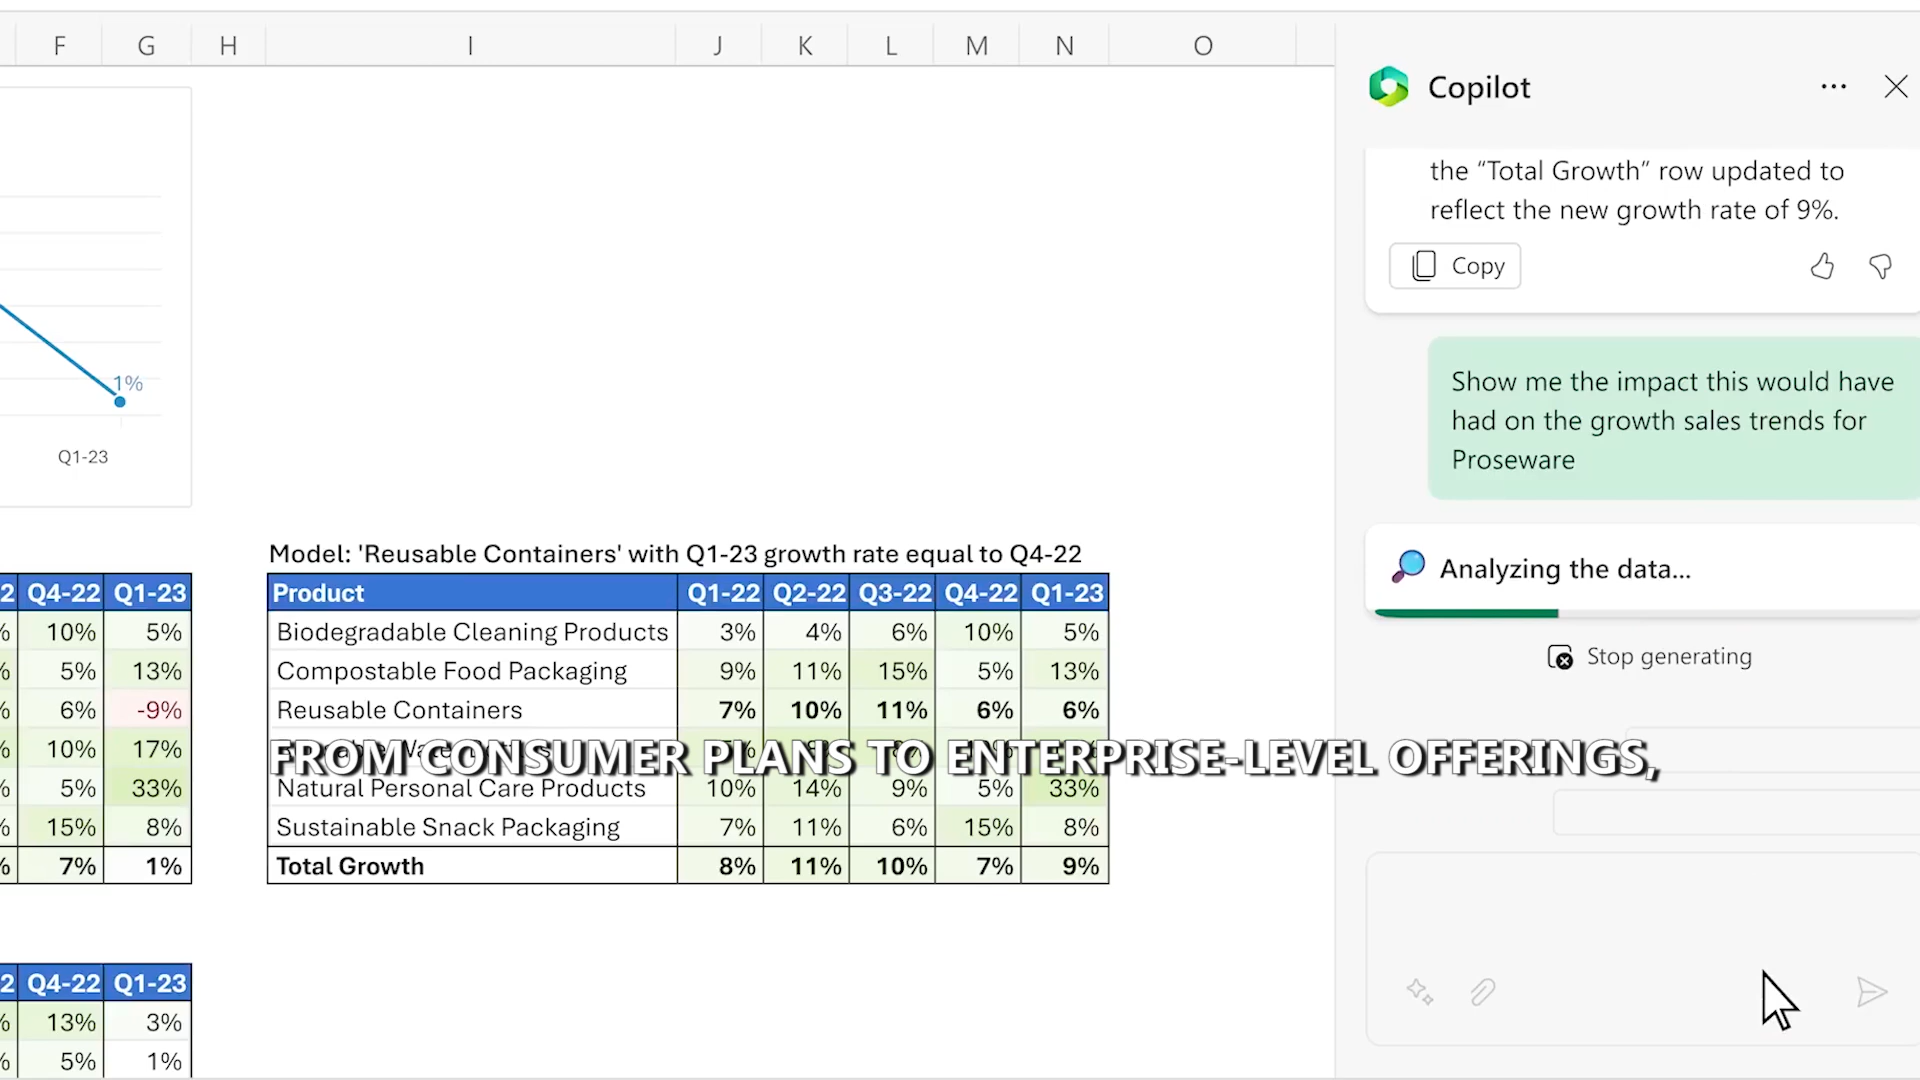 F G H I J K L M N O
Copilot
the “Total Growth” row updated to
reflect the new growth rate of 9%.
Copy
Show me the impact this would have
had on the growth sales trends for
Proseware
Analyzing the data...
Stop generating
1%
Q1-23
Model: 'Reusable Containers' with Q1-23 growth rate equal to Q4-22
2 Q4-22 Q1-23 Product Q1-22 Q2-22 Q3-22 Q4-22 Q1-23
% 10% 5% Biodegradable Cleaning Products 3% 4% 6% 10% 5%
% 5% 13% Compostable Food Packaging 9% 11% 15% 5% 13%
% 6% -9% Reusable Containers 7% 10% 11% 6% 6%
% 10% 17%
FROM CONSUMER PLANS TO ENTERPRISE-LEVEL OFFERINGS,
% 5% 33% Natural Personal Care Products 10% 14% 9% 5% 33%
% 15% 8% Sustainable Snack Packaging 7% 11% 6% 15% 8%
% 7% 1% Total Growth 8% 11% 10% 7% 9%
2 Q4-22 Q1-23
% 13% 3%
% 5% 1%